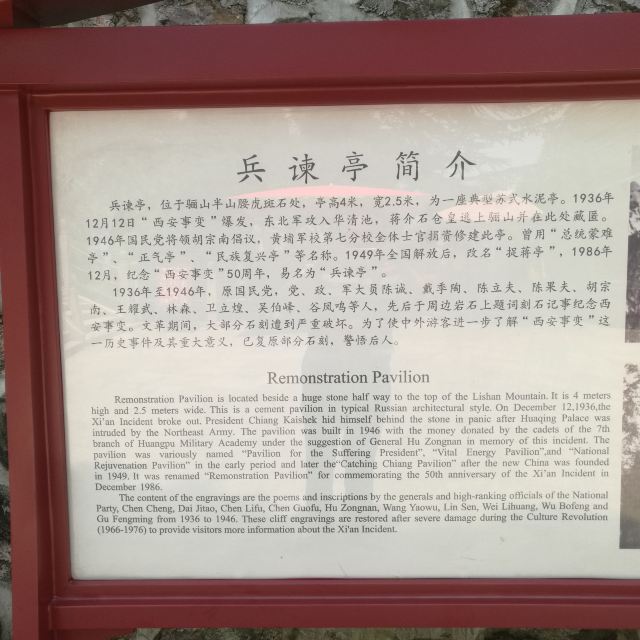 兵谏亭简介
兵谏亭，位于骊山半山腰虎斑石处，亭高4米，宽2.5米，为一座典型苏式水泥亭。1936年
12月12日“西安事变”爆发，东北军攻入华清池，蒋介石仓皇逃上骊山并在此处藏匿。
1946年国民党将领胡宗南倡议，黄埔军校第七分校全体士官捐资修建此亭。曾用“总统蒙难
亭”、“正气亭”、“民族复兴亭”等名称。1949年全国解放后，改名“捉蒋亭”，1986年
12月，纪念“西安事变”50周年，易名为“兵谏亭”。
1936年至1946年，原国民党，党、政、军大员陈诚、戴季陶、陈立夫、陈果夫、胡宗
南、王耀武、林森、卫立煌、吴伯峰、谷凤鸣等人，先后于周边岩石上题词刻石记事纪念西
安事变。文革期间，大部分石刻遭到严重破坏。为了使中外游客进一步了解“西安事变”这
一历史事件及其重大意义，已复原部分石刻，警悟后人。
Remonstration Pavilion
Remonstration Pavilion is located beside a huge stone half way to the top of the Lishan Mountain. It is 4 meters
high and 2.5 meters wide. This is a cement pavilion in typical Russian architectural style. On December 12,1936,the
Xi'an Incident broke out. President Chiang Kaishek hid himself behind the stone in panic after Huaqing Palace was
intruded by the Northeast Army. The pavilion was built in 1946 with the money donated by the cadets of the 7th
branch of Huangpu Military Academy under the suggestion of General Hu Zongnan in memory of this incident. The
pavilion was variously named “Pavilion for the Suffering President”, “Vital Energy Pavilion”,and “National
Rejuvenation Pavilion” in the early period and later the“Catching Chiang Pavilion” after the new China was founded
in 1949. It was renamed “Remonstration Pavilion” for commemorating the 50th anniversary of the Xi'an Incident in
December 1986.
The content of the engravings are the poems and inscriptions by the generals and high-ranking officials of the National
Party, Chen Cheng, Dai Jitao, Chen Lifu, Chen Guofu, Hu Zongnan, Wang Yaowu, Lin Sen, Wei Lihuang, Wu Bofeng and
Gu Fengming from 1936 to 1946. These cliff engravings are restored after severe damage during the Culture Revolution
(1966-1976) to provide visitors more information about the Xi'an Incident.